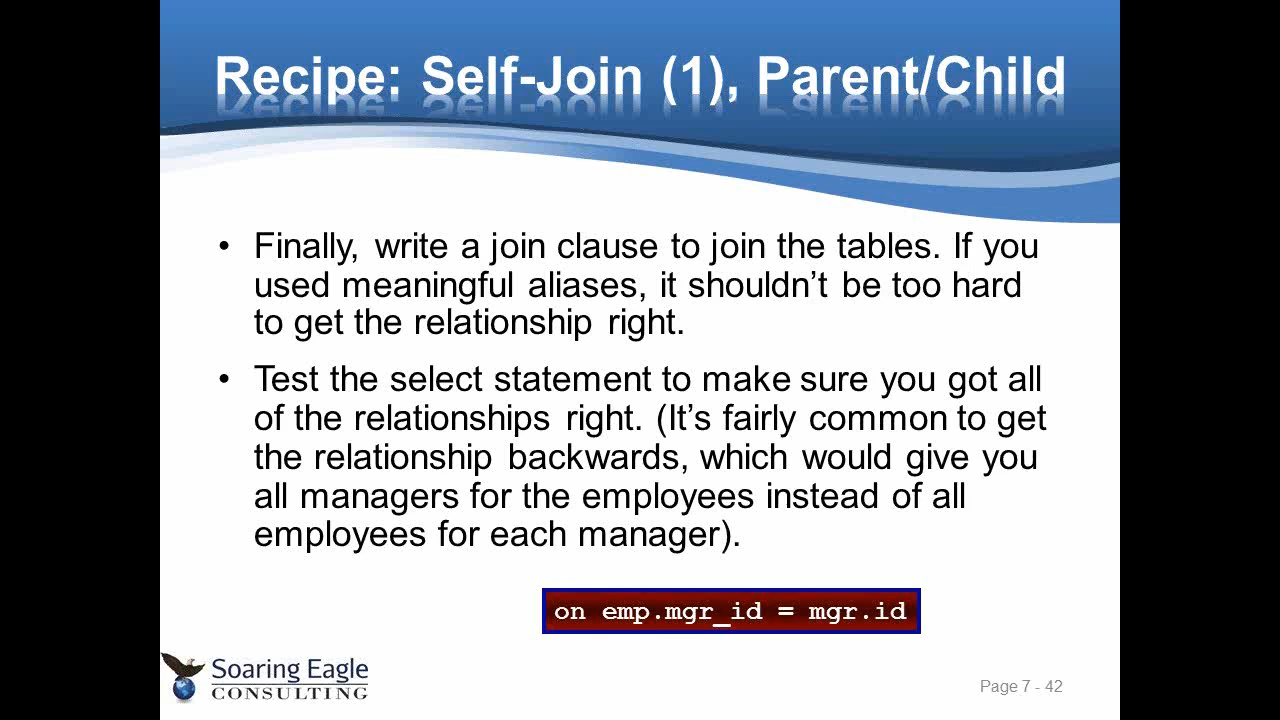 Recipe: Self-Join (1), Parent/Child
• Finally, write a join clause to join the tables. If you
used meaningful aliases, it shouldn’t be too hard
to get the relationship right.
• Test the select statement to make sure you got all
of the relationships right. (It’s fairly common to get
the relationship backwards, which would give you
all managers for the employees instead of all
employees for each manager).
on emp.mgr_id = mgr.id
Soaring Eagle
CONSULTING
Page 7 - 42